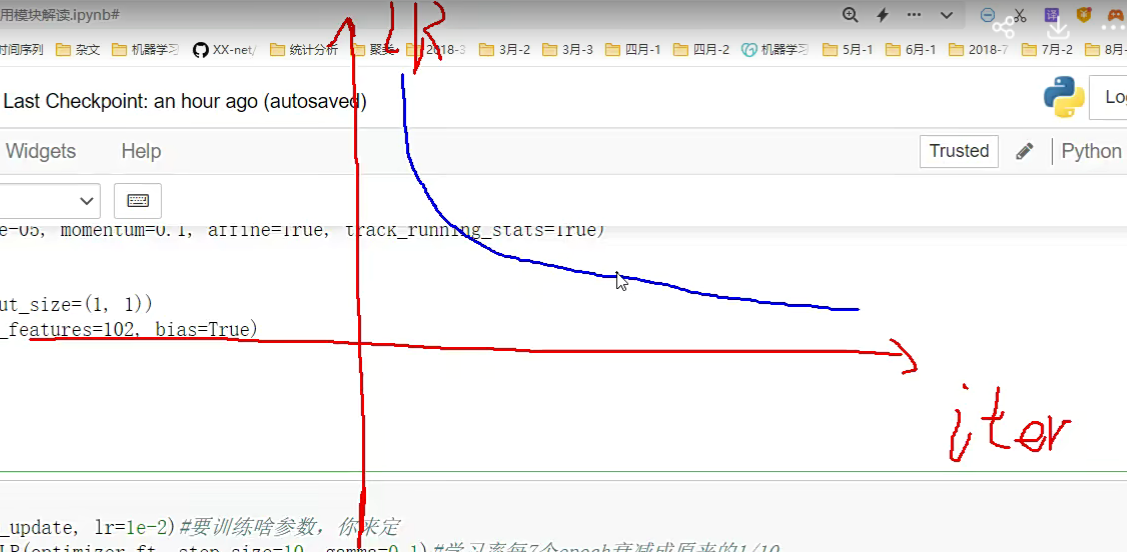 用模块解读.ipynb#
LR
时间序列 杂文 机器学习 XX-net/ 统计分析 聚类 2018-3 3月-2 3月-3 四月-1 四月-2 机器学习 5月-1 6月-1 2018-7 7月-2 8月-
Last Checkpoint: an hour ago (autosaved)
Widgets Help Trusted Python
e-05, momentum=0.1, affine=True, track_running_stats=True)
ut_size=(1, 1))
_features=102, bias=True)
iter
_update, lr=1e-2)#要训练啥参数，你来定
LR(optimizer_ft, step_size=10, gamma=0.1)#学习率每7个epoch衰减成原来的1/10